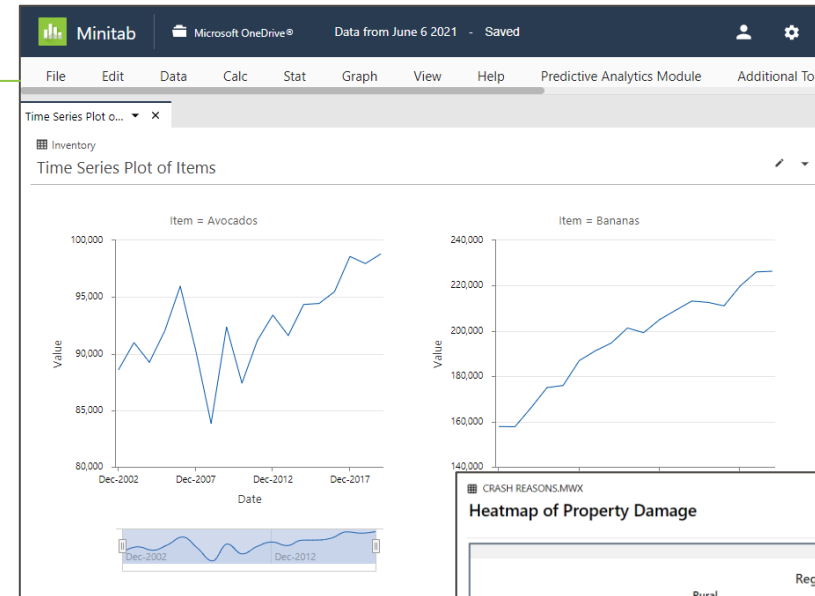 Minitab
Microsoft OneDrive®
Data from June 6 2021 - Saved
File Edit Data Calc Stat Graph View Help Predictive Analytics Module Additional To
Time Series Plot o...
Inventory
Time Series Plot of Items
Item = Avocados
100,000
95,000
90,000
85,000
80,000
Value
Dec-2002 Dec-2007 Dec-2012 Dec-2017
Date
Dec-2002 Dec-2012
Item = Bananas
240,000
220,000
200,000
180,000
160,000
140,000
Value
CRASH REASONS.MWX
Heatmap of Property Damage
Reg
Rural